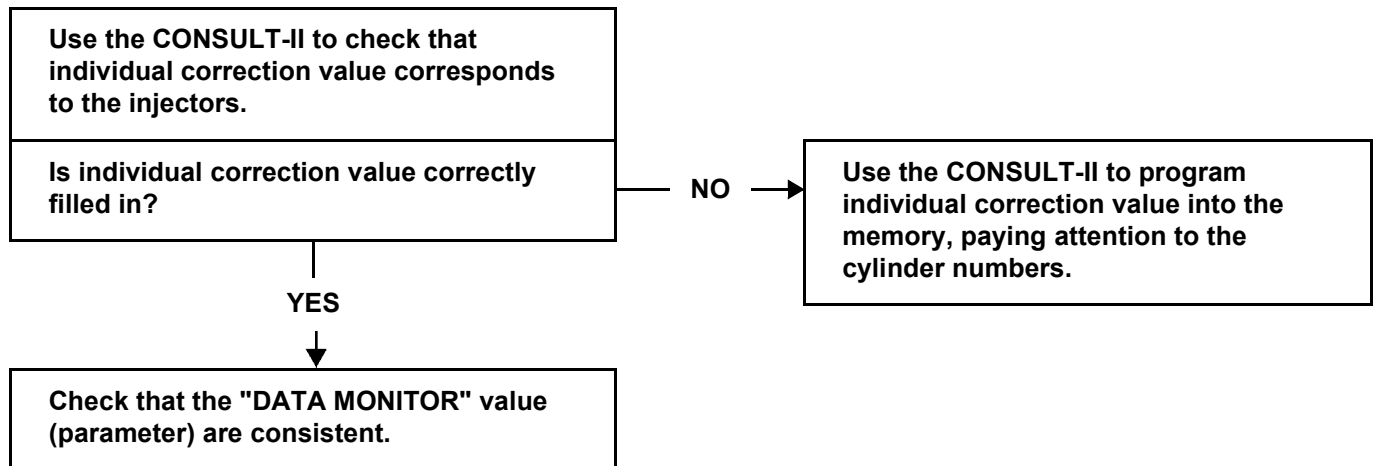 Use the CONSULT-II to check that
individual correction value corresponds
to the injectors.
Is individual correction value correctly
filled in?
NO
Use the CONSULT-II to program
individual correction value into the
memory, paying attention to the
cylinder numbers.
YES
Check that the "DATA MONITOR" value
(parameter) are consistent.